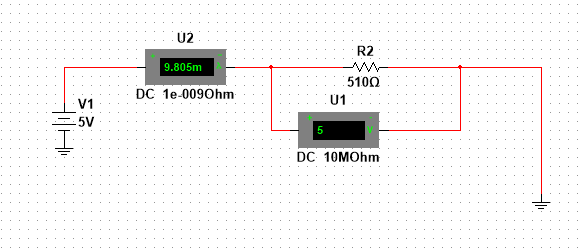 U2
+ -
9.805m A
DC 1e-009Ohm
R2
510Ω
V1
5V
U1
+ -
5 V
DC 10MOhm